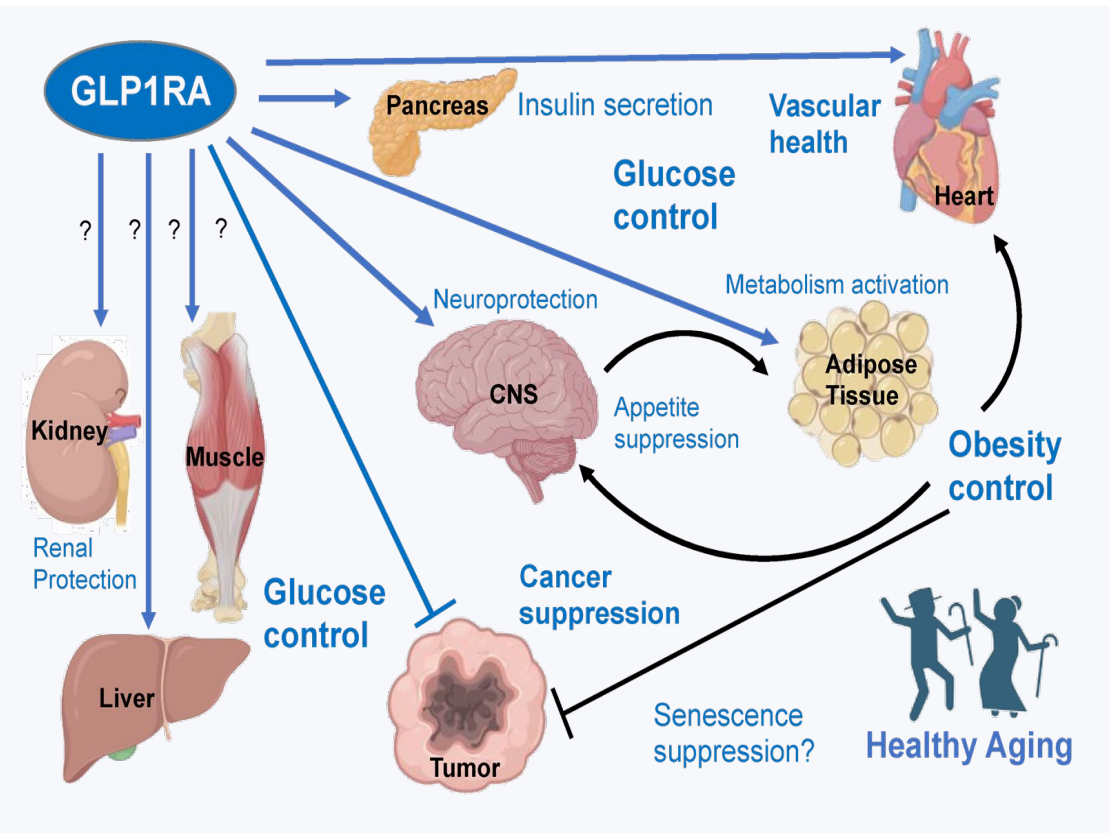 GLP1RA
Pancreas
Insulin secretion
Vascular
health
Heart
Glucose
control
? ? ? ?
Neuroprotection
Metabolism activation
CNS
Adipose
Tissue
Appetite
suppression
Kidney
Muscle
Obesity
control
Renal
Protection
Glucose
control
Cancer
suppression
Liver
Tumor
Senescence
suppression?
Healthy Aging